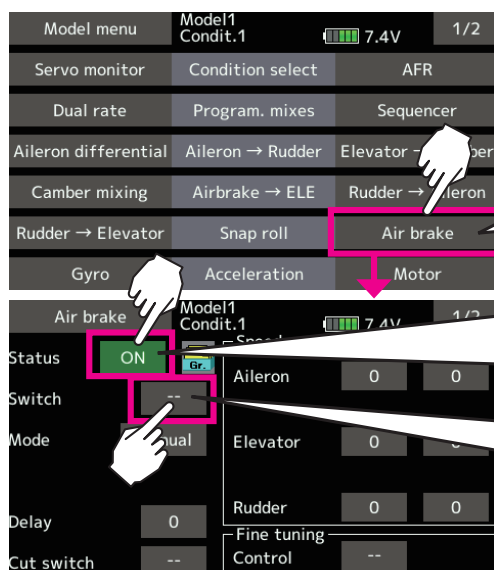 Model menu Model1 Condit.1 7.4V 1/2
Servo monitor Condition select AFR
Dual rate Program. mixes Sequencer
Aileron differential Aileron → Rudder Elevator
Camber mixing Airbrake → ELE Rudder →
Rudder → Elevator Snap roll Air brake
Gyro Acceleration Motor
Air brake Model1 Condit.1 7.4V 1/2
Status ON Gr.
Aileron 0 0
Switch --
Mode Elevator 0 0
Rudder 0 0
Delay 0
Fine tuning
Cut switch -- Control --